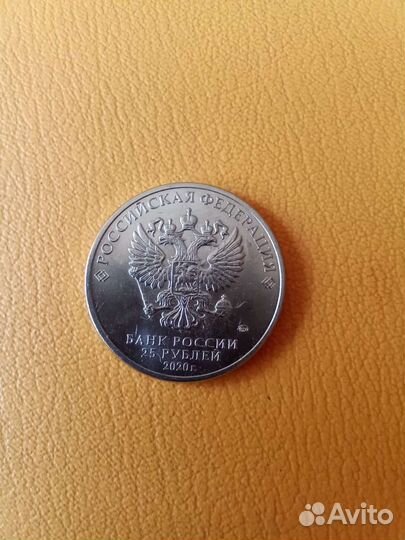 РОССИЙСКАЯ ФЕДЕРАЦИЯ
БАНК РОССИИ
25 РУБЛЕЙ
2020 г.
Avito